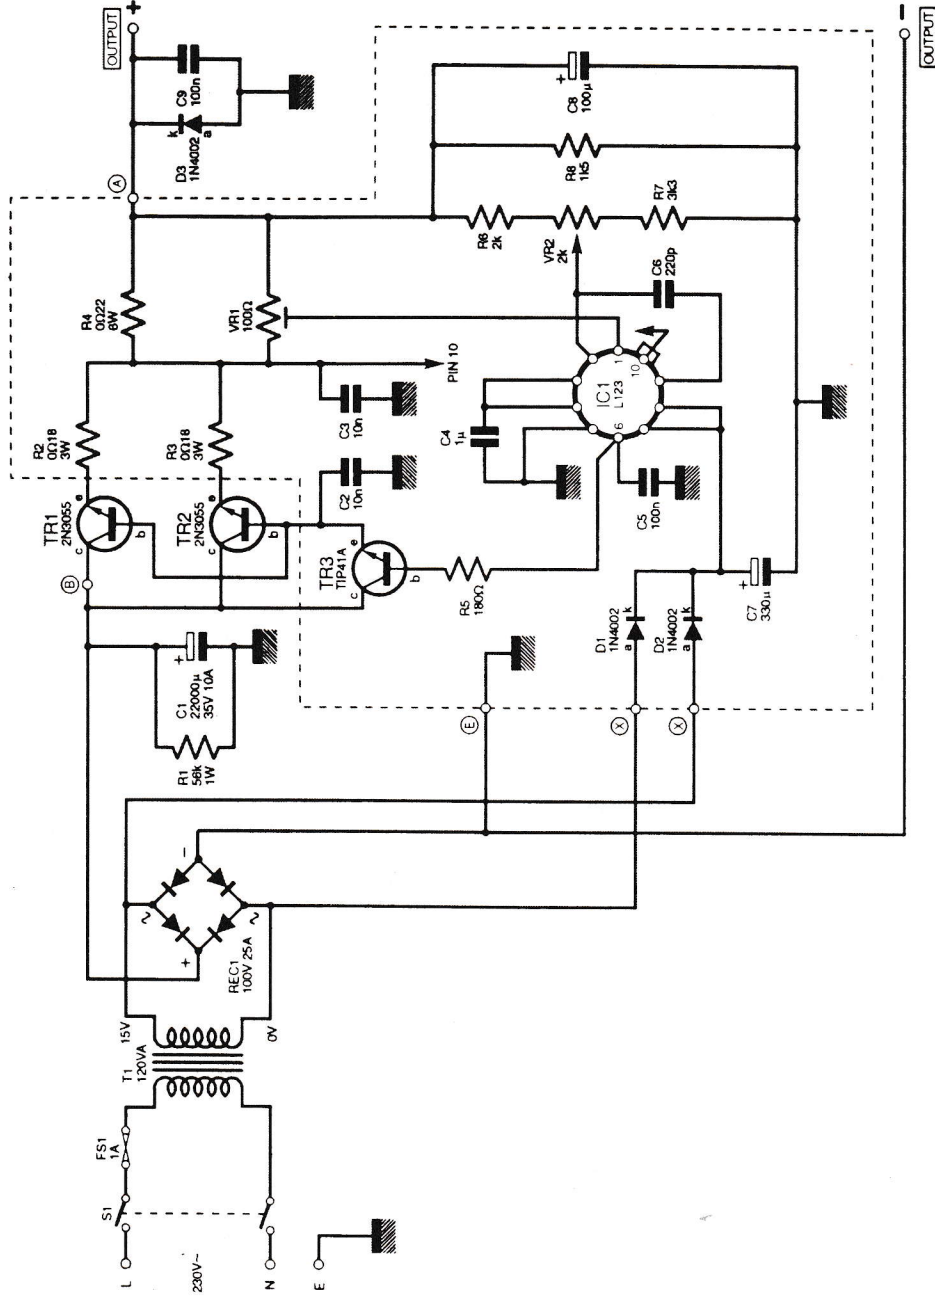 L
N
E
230V~
S1
FS1
1A
T1
120VA
15V
0V
REC1
100V 25A
+
-
~
~
R1
56k
1W
C1
22000µ
35V 10A
+
B
TR1
2N3055
c
b
e
TR2
2N3055
c
b
e
TR3
TIP41A
c
b
e
R2
0Ω18
3W
R3
0Ω18
3W
R4
0Ω22
6W
VR1
100Ω
PIN 10
C2
10n
C3
10n
A
D3
1N4002
k
a
C9
100n
OUTPUT
+
R5
180Ω
C4
1µ
IC1
L123
6
1
10
C5
100n
C6
220p
R6
2k
VR2
2k
R7
3k3
R8
1k5
C8
100µ
+
E
X
X
D1
1N4002
a
k
D2
1N4002
a
k
C7
330µ
+
OUTPUT
-